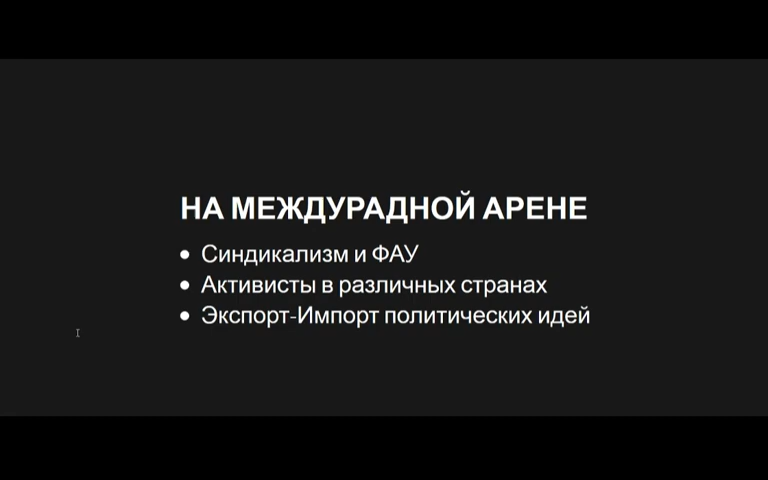 НА МЕЖДУРАДНОЙ АРЕНЕ
• Синдикализм и ФАУ
• Активисты в различных странах
• Экспорт-Импорт политических идей